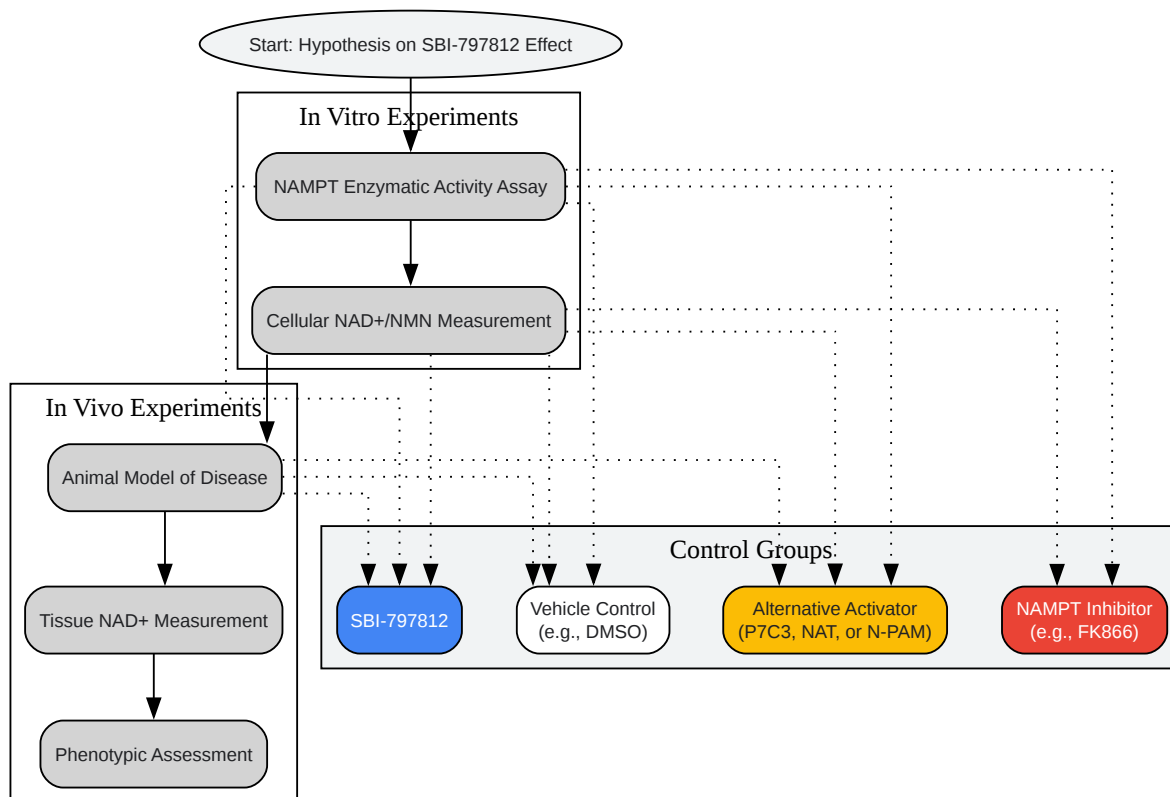 Start: Hypothesis on SBI-797812 Effect
In Vitro Experiments
NAMPT Enzymatic Activity Assay
Cellular NAD+/NMN Measurement
In Vivo Experiments
Animal Model of Disease
Tissue NAD+ Measurement
Phenotypic Assessment
Control Groups
SBI-797812
Vehicle Control
(e.g., DMSO)
Alternative Activator
(P7C3, NAT, or N-PAM)
NAMPT Inhibitor
(e.g., FK866)